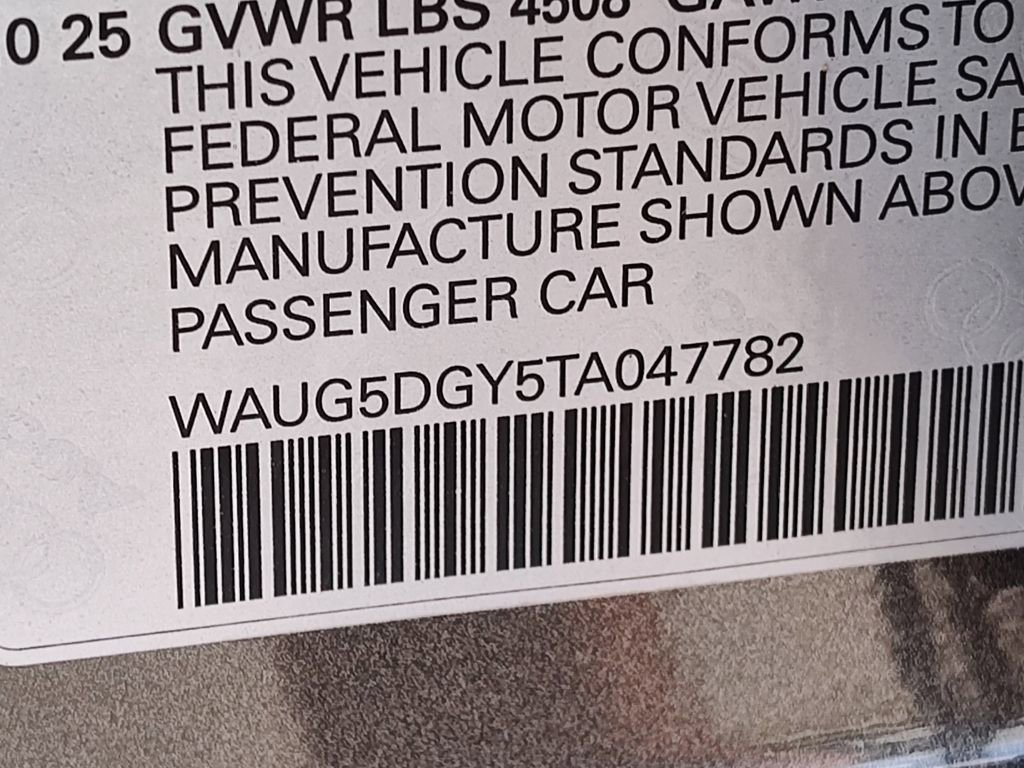 0 25 GVWR LBS 4508
THIS VEHICLE CONFORMS TO
FEDERAL MOTOR VEHICLE SA
PREVENTION STANDARDS IN E
MANUFACTURE SHOWN ABOV
PASSENGER CAR
WAUG5DGY5TA047782